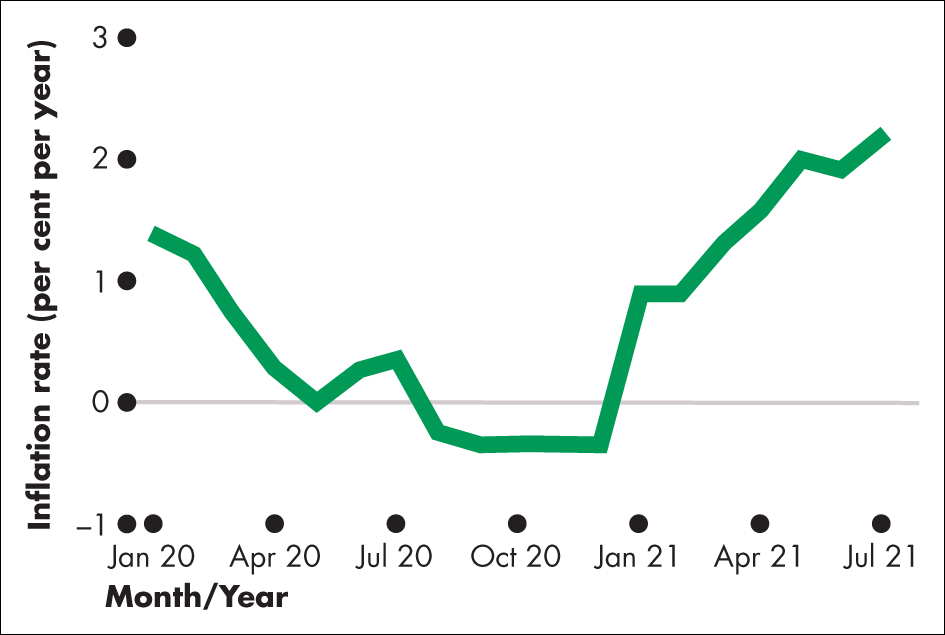 Inflation rate (per cent per year)
3
2
1
0
–1
Jan 20 Apr 20 Jul 20 Oct 20 Jan 21 Apr 21 Jul 21
Month/Year